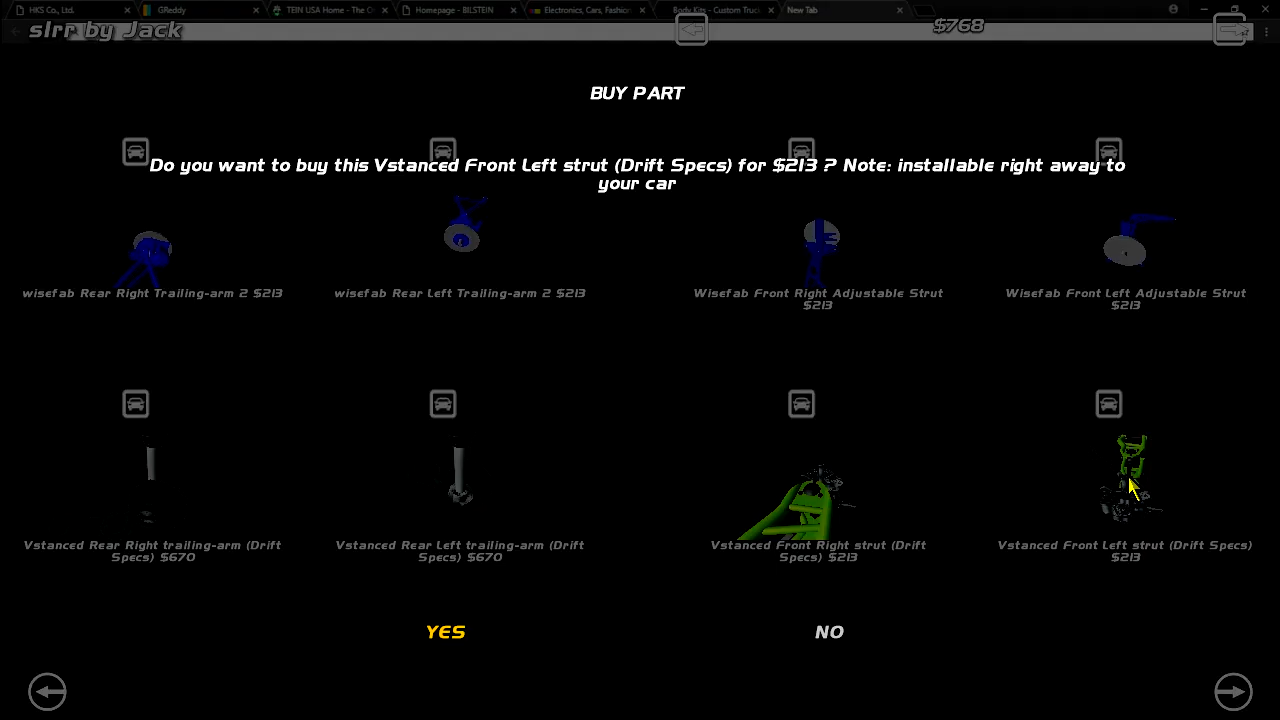 HKS Co., Ltd.
GReddy
TEIN USA Home - The O
Homepage - BILSTEIN
Electronics, Cars, Fashion
Body Kits - Custom Truck
New Tab
slrr by Jack
$768
BUY PART
Do you want to buy this Vstanced Front Left strut (Drift Specs) for $213 ? Note: installable right away to
your car
wisefab Rear Right Trailing-arm 2 $213
wisefab Rear Left Trailing-arm 2 $213
Wisefab Front Right Adjustable Strut
$213
Wisefab Front Left Adjustable Strut
$213
Vstanced Rear Right trailing-arm (Drift
Specs) $670
Vstanced Rear Left trailing-arm (Drift
Specs) $670
Vstanced Front Right strut (Drift
Specs) $213
Vstanced Front Left strut (Drift Specs)
$213
YES
NO